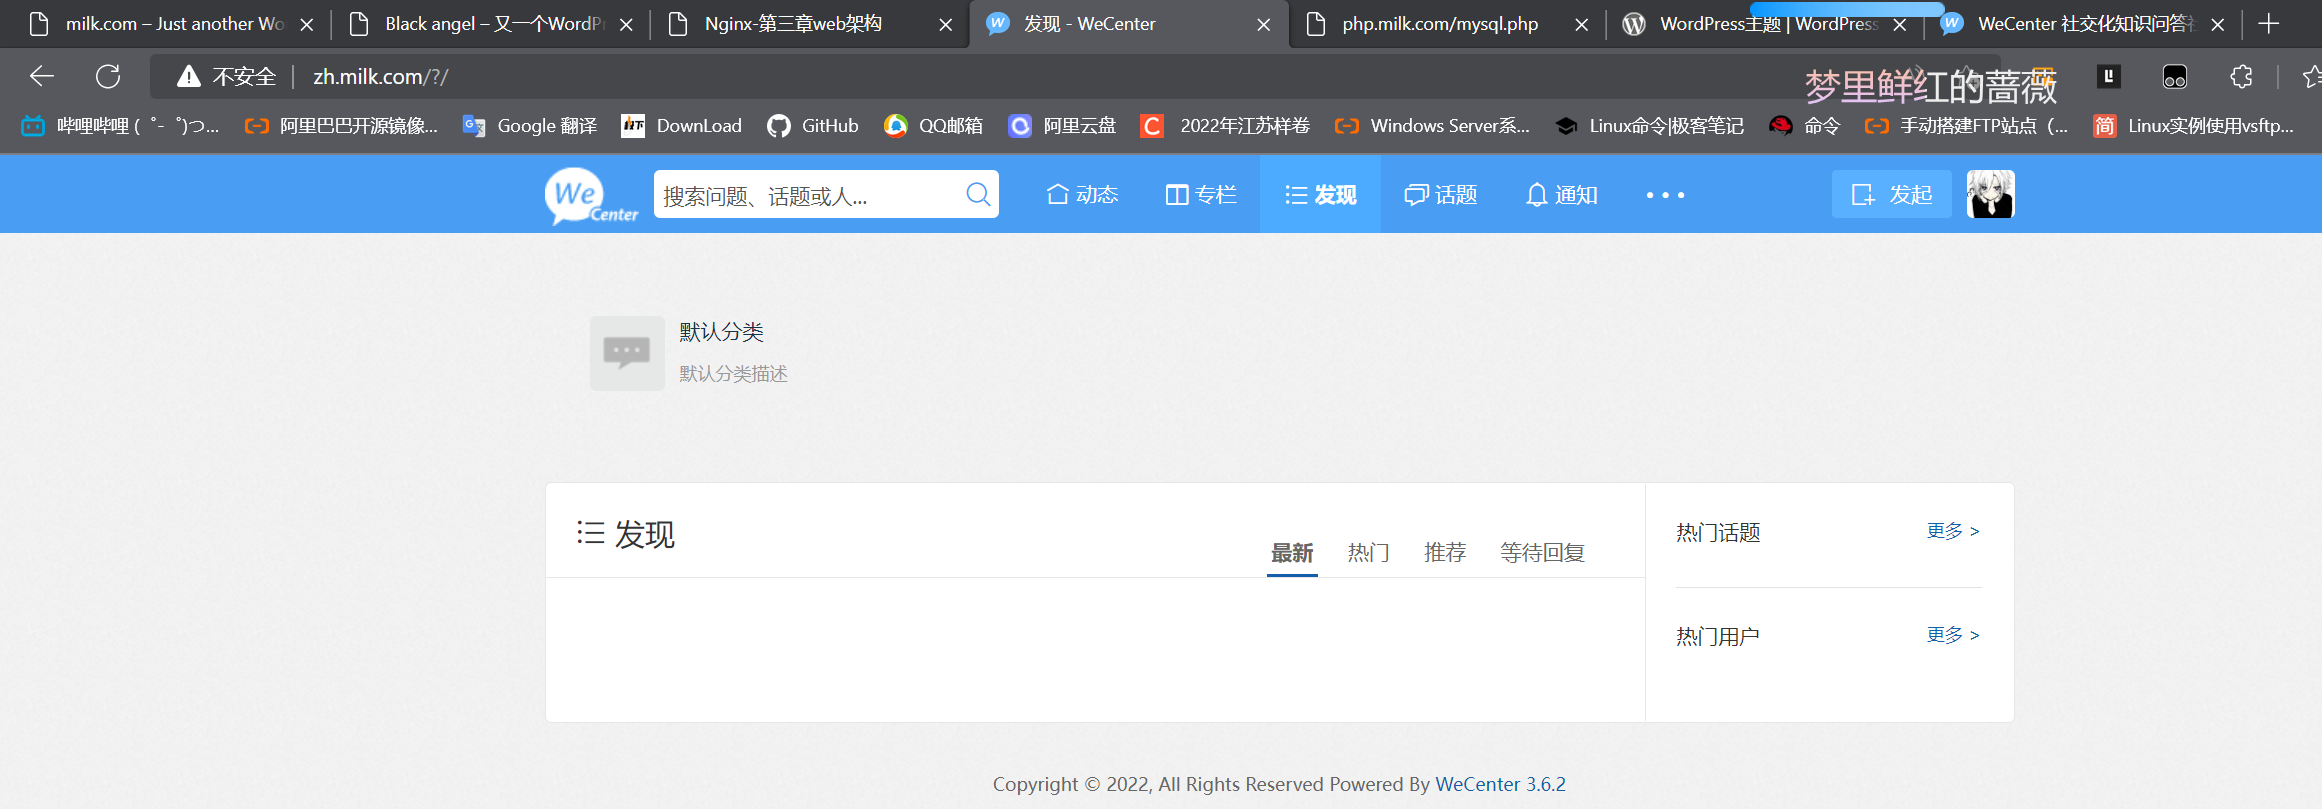 milk.com – Just another Wo
Black angel – 又一个WordPr
Nginx-第三章web架构
发现 - WeCenter
php.milk.com/mysql.php
WordPress主题 | WordPress
WeCenter 社交化知识问答社
不安全
zh.milk.com/?/
梦里鲜红的蔷薇
哔哩哔哩 ( ゜- ゜)つ...
阿里巴巴开源镜像...
Google 翻译
DownLoad
GitHub
QQ邮箱
阿里云盘
2022年江苏样卷
Windows Server系...
Linux命令|极客笔记
命令
手动搭建FTP站点（...
Linux实例使用vsftp...
We Center
搜索问题、话题或人...
动态
专栏
发现
话题
通知
发起
默认分类
默认分类描述
发现
最新
热门
推荐
等待回复
热门话题
更多 >
热门用户
更多 >
Copyright © 2022, All Rights Reserved Powered By WeCenter 3.6.2